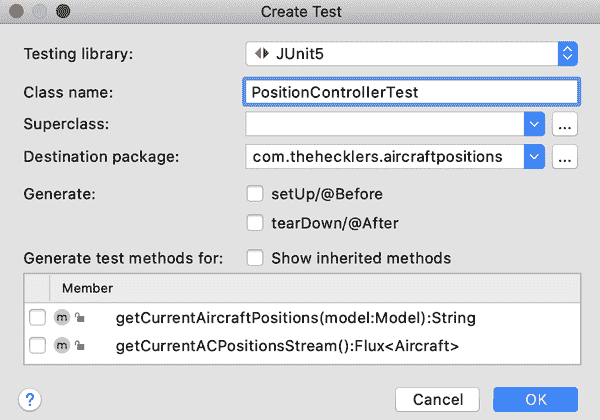 Create Test
Testing library: JUnit5
Class name: PositionControllerTest
Superclass: ...
Destination package: com.thehecklers.aircraftpositions ...
Generate: setUp/@Before
tearDown/@After
Generate test methods for: Show inherited methods
Member
m getCurrentAircraftPositions(model:Model):String
m getCurrentACPositionsStream():Flux<Aircraft>
? Cancel OK